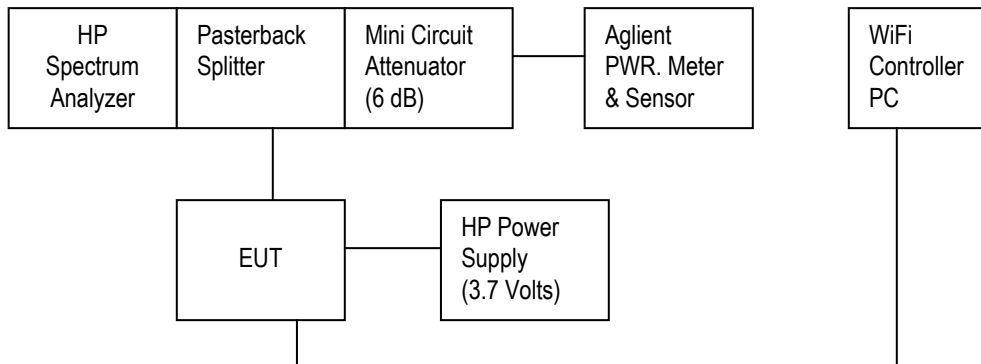 HP
Spectrum
Analyzer
Pasterback
Splitter
Mini Circuit
Attenuator
(6 dB)
Aglient
PWR. Meter
& Sensor
WiFi
Controller
PC
EUT
HP Power
Supply
(3.7 Volts)